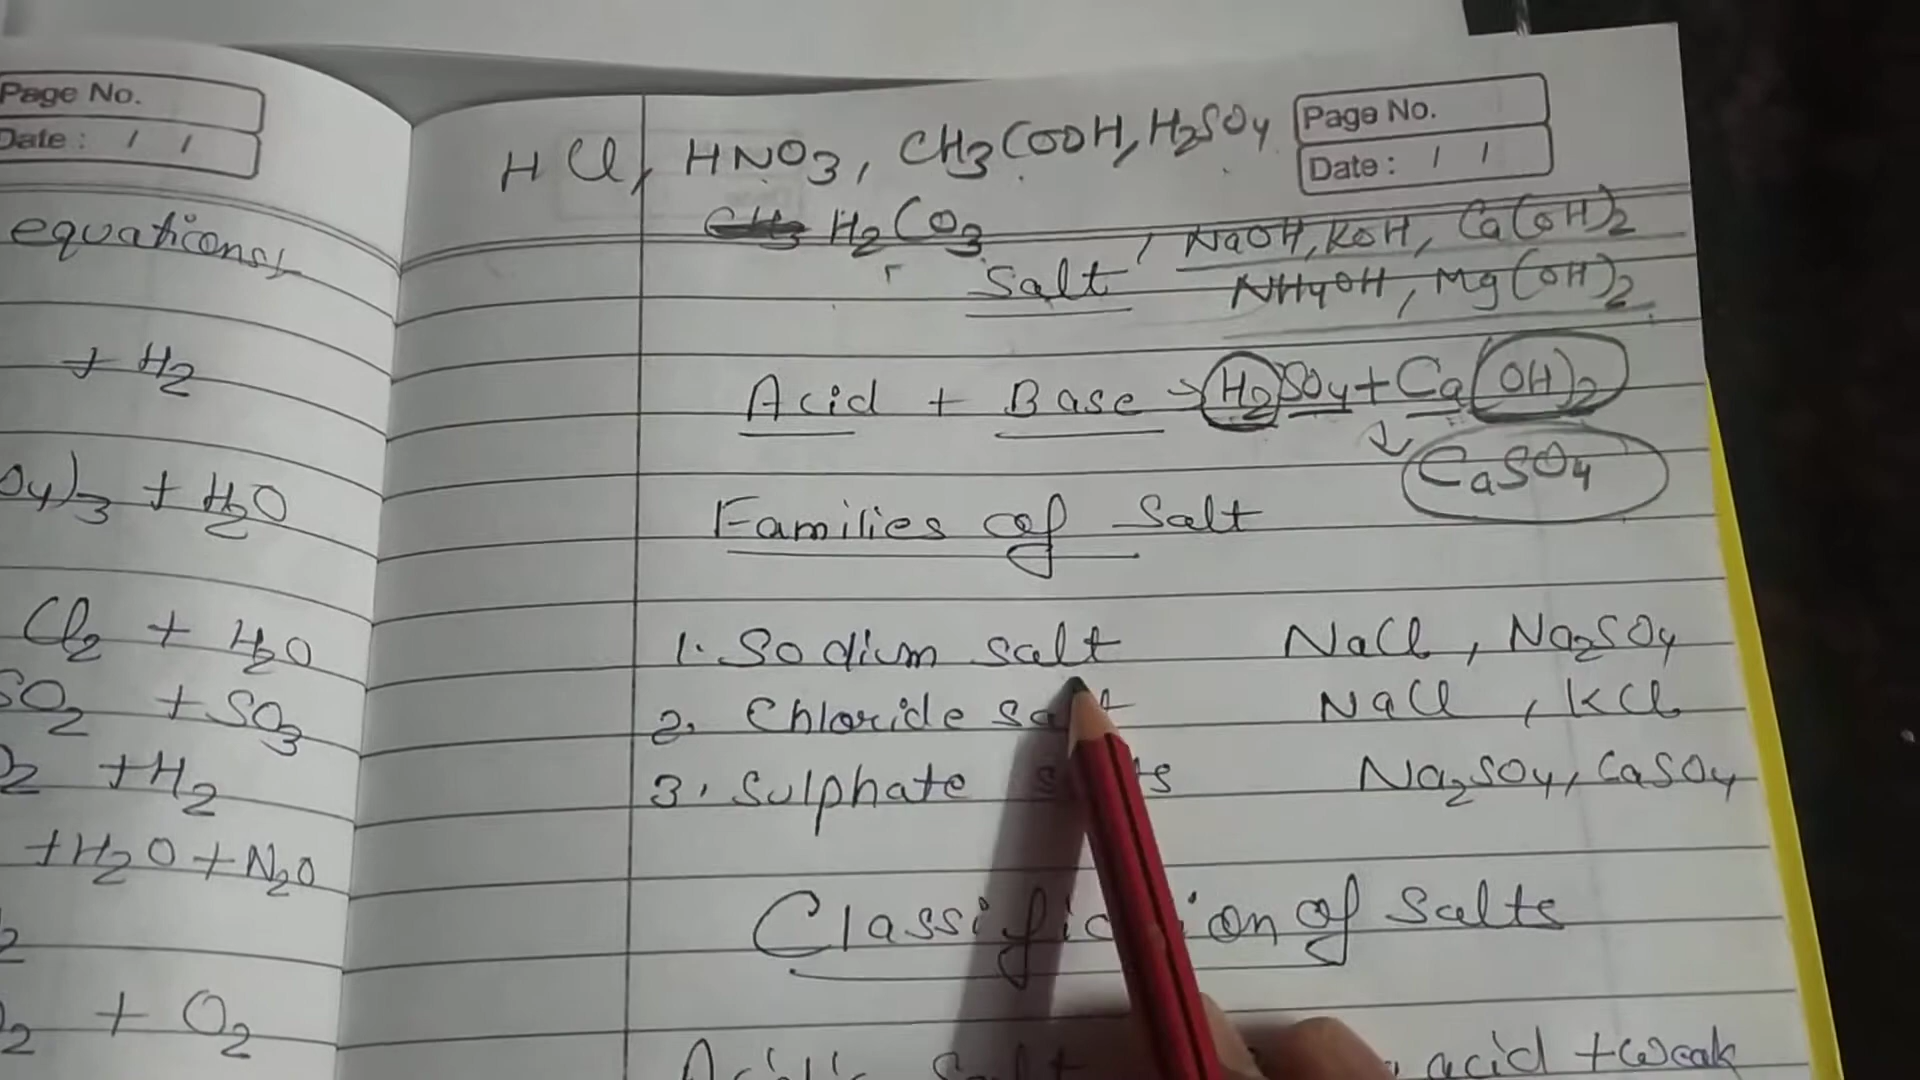 Page No.
Date : / /
equations
+ H2
O4)3 + H2O
Cl2 + H2O
SO2 + SO3
+H2
+H2O+N2O
2
2 + O2
Page No.
Date : / /
HCl, HNO3, CH3COOH, H2SO4
H2CO3
NaOH, KOH, Ca(OH)2
Salt
NH4OH, Mg(OH)2
Acid + Base → H2SO4 + Ca(OH)2
↓ CaSO4
Families of Salt
1. Sodium salt NaCl, Na2SO4
2. Chloride salt NaCl, KCl
3. Sulphate salts Na2SO4, CaSO4
Classification of Salts
acid + weak